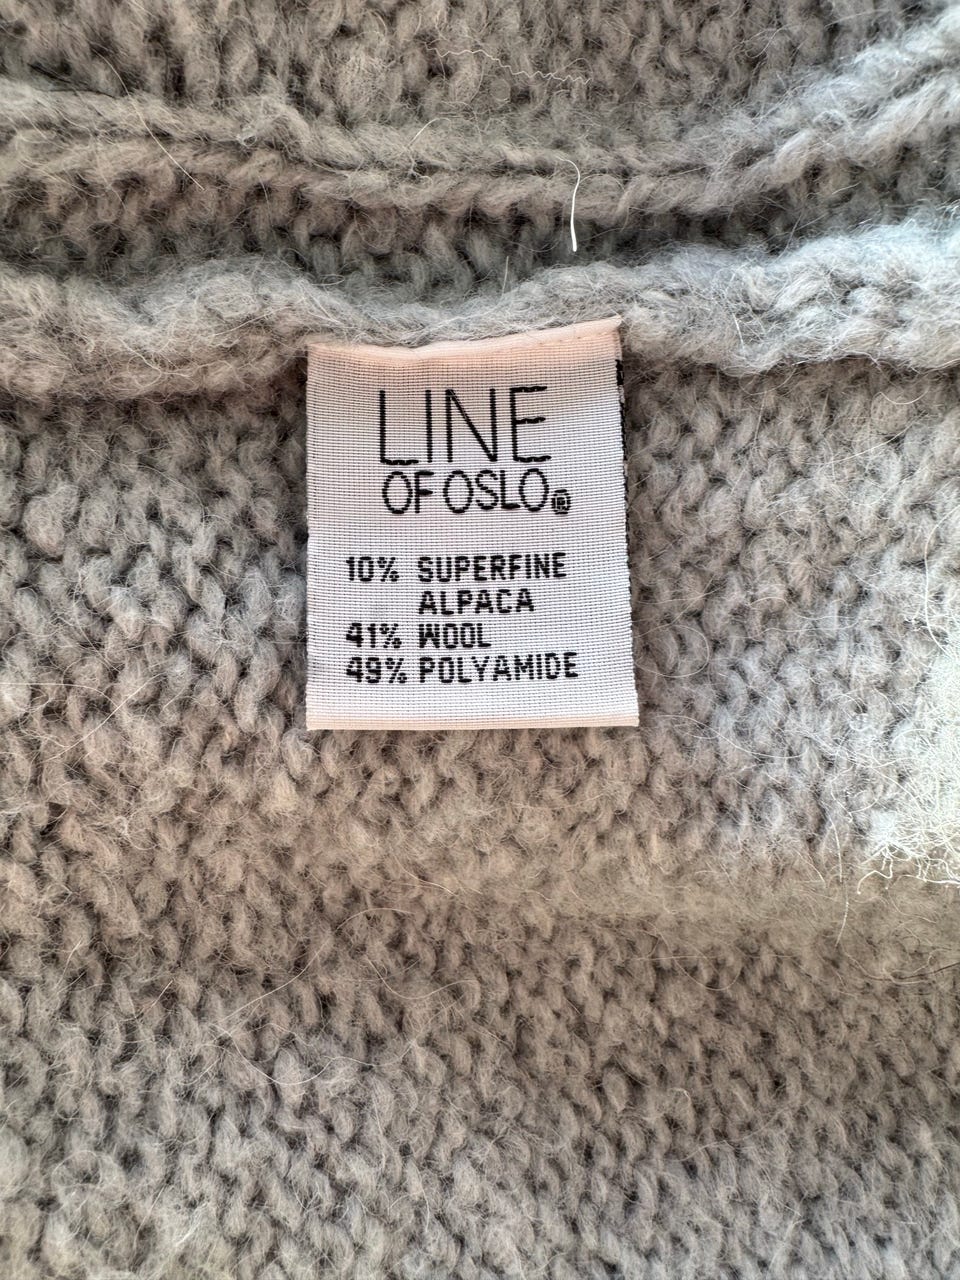 LINE
OF OSLO®
10% SUPERFINE
ALPACA
41% WOOL
49% POLYAMIDE